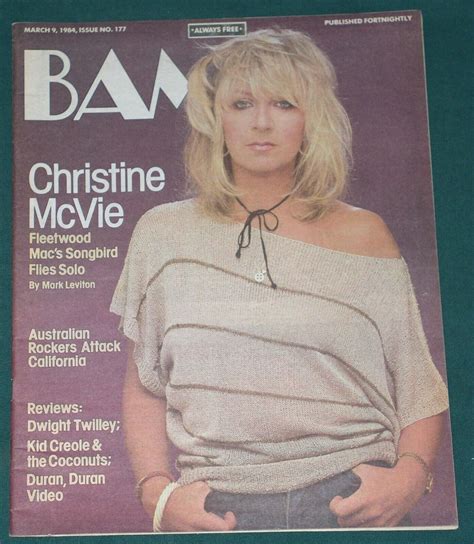 MARCH 9, 1984, ISSUE NO. 177
• ALWAYS FREE •
PUBLISHED FORTNIGHTLY
BAM
Christine
McVie
Fleetwood
Mac's Songbird
Flies Solo
By Mark Leviton
Australian
Rockers Attack
California
Reviews:
Dwight Twilley;
Kid Creole &
the Coconuts;
Duran, Duran
Video